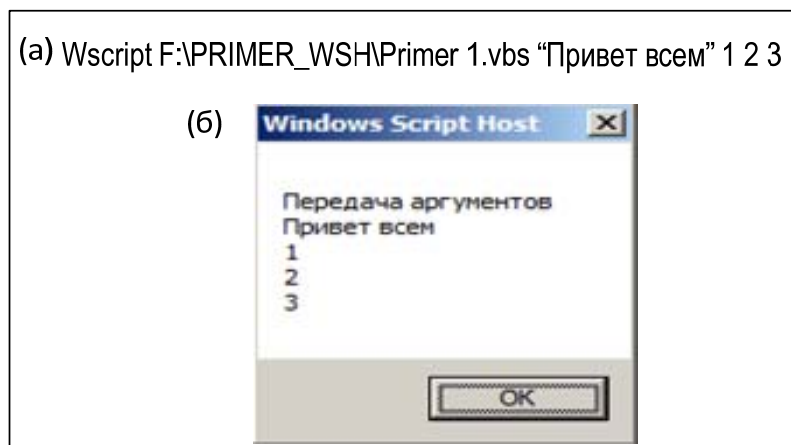 (а) Wscript F:\PRIMER_WSH\Primer 1.vbs “Привет всем” 1 2 3
(б)
Windows Script Host
Передача аргументов
Привет всем
1
2
3
OK